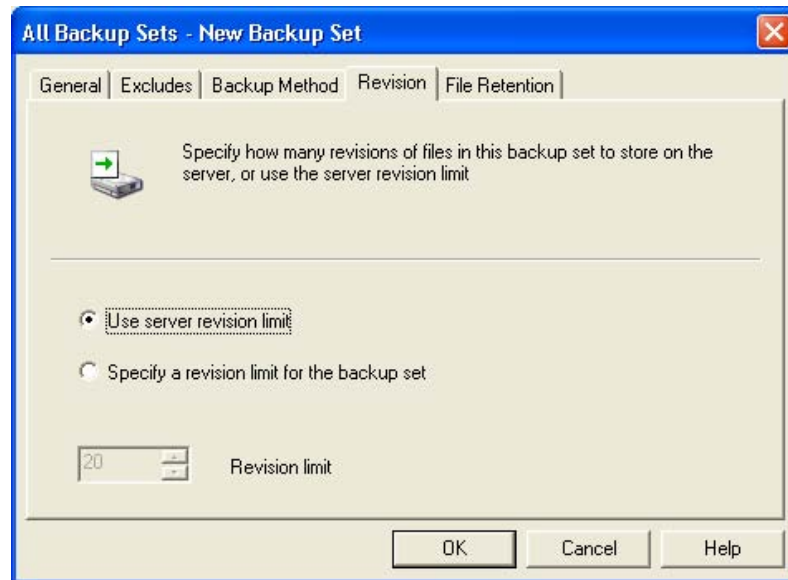 All Backup Sets - New Backup Set
General Excludes Backup Method Revision File Retention
Specify how many revisions of files in this backup set to store on the
server, or use the server revision limit
Use server revision limit
Specify a revision limit for the backup set
20 Revision limit
OK Cancel Help